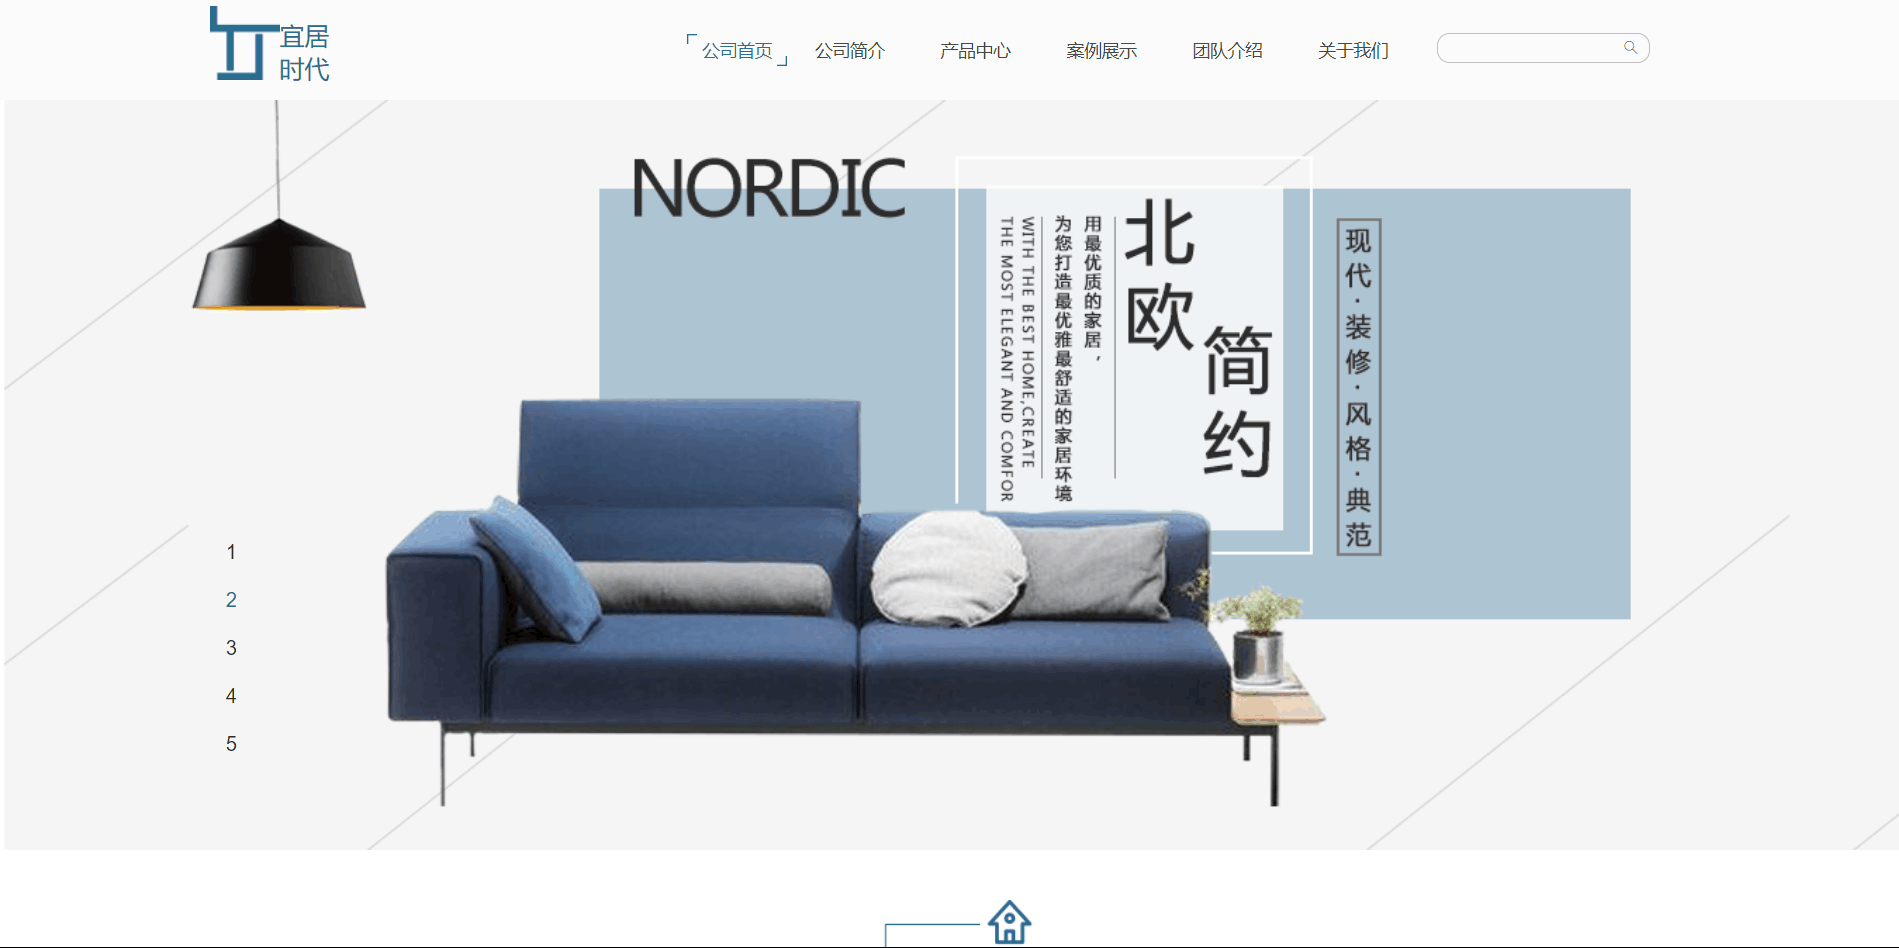 宜居
时代
公司首页
公司简介
产品中心
案例展示
团队介绍
关于我们
NORDIC
北欧
简约
用最优质的家居，
为您打造最优雅最舒适的家居环境
WITH THE BEST HOME,CREATE
THE MOST ELEGANT AND COMFOR
现代·装修·风格·典范
1
2
3
4
5